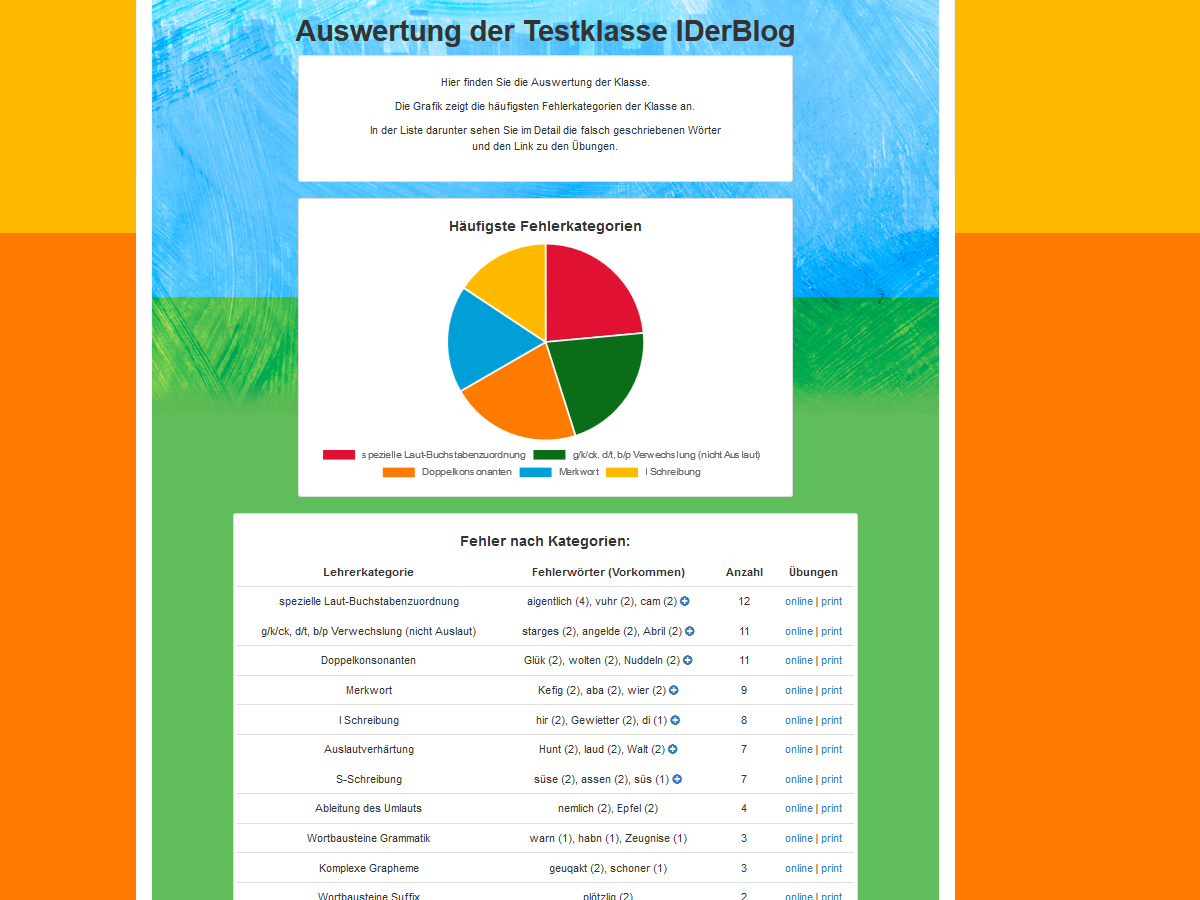 Auswertung der Testklasse IDerBlog
Hier finden Sie die Auswertung der Klasse.
Die Grafik zeigt die häufigsten Fehlerkategorien der Klasse an.
In der Liste darunter sehen Sie im Detail die falsch geschriebenen Wörter
und den Link zu den Übungen.
Häufigste Fehlerkategorien
spezielle Laut-Buchstabenzuordnung g/k/ck, d/t, b/p Verwechslung (nicht Auslaut)
Doppelkonsonanten Merkwort I Schreibung
Fehler nach Kategorien:
Lehrerkategorie Fehlerwörter (Vorkommen) Anzahl Übungen
spezielle Laut-Buchstabenzuordnung aigentlich (4), vuhr (2), cam (2) 12 online | print
g/k/ck, d/t, b/p Verwechslung (nicht Auslaut) starges (2), angelde (2), Abril (2) 11 online | print
Doppelkonsonanten Glük (2), wolten (2), Nuddeln (2) 11 online | print
Merkwort Kefig (2), aba (2), wier (2) 9 online | print
I Schreibung hir (2), Gewietter (2), di (1) 8 online | print
Auslautverhärtung Hunt (2), laud (2), Walt (2) 7 online | print
S-Schreibung süse (2), assen (2), süs (1) 7 online | print
Ableitung des Umlauts nemlich (2), Epfel (2) 4 online | print
Wortbausteine Grammatik warn (1), habn (1), Zeugnise (1) 3 online | print
Komplexe Grapheme geuqakt (2), schoner (1) 3 online | print
Wortbausteine Suffix plötzlig (2) 2 online | print